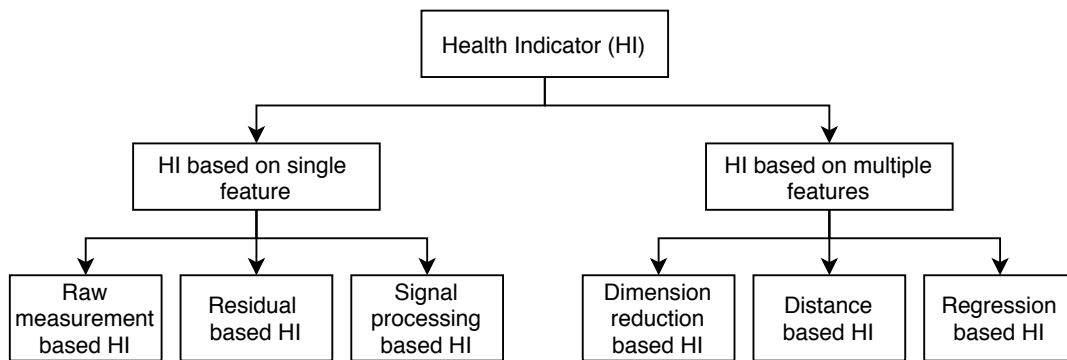 Health Indicator (HI)
HI based on single
feature
HI based on multiple
features
Raw
measurement
based HI
Residual
based HI
Signal
processing
based HI
Dimension
reduction
based HI
Distance
based HI
Regression
based HI